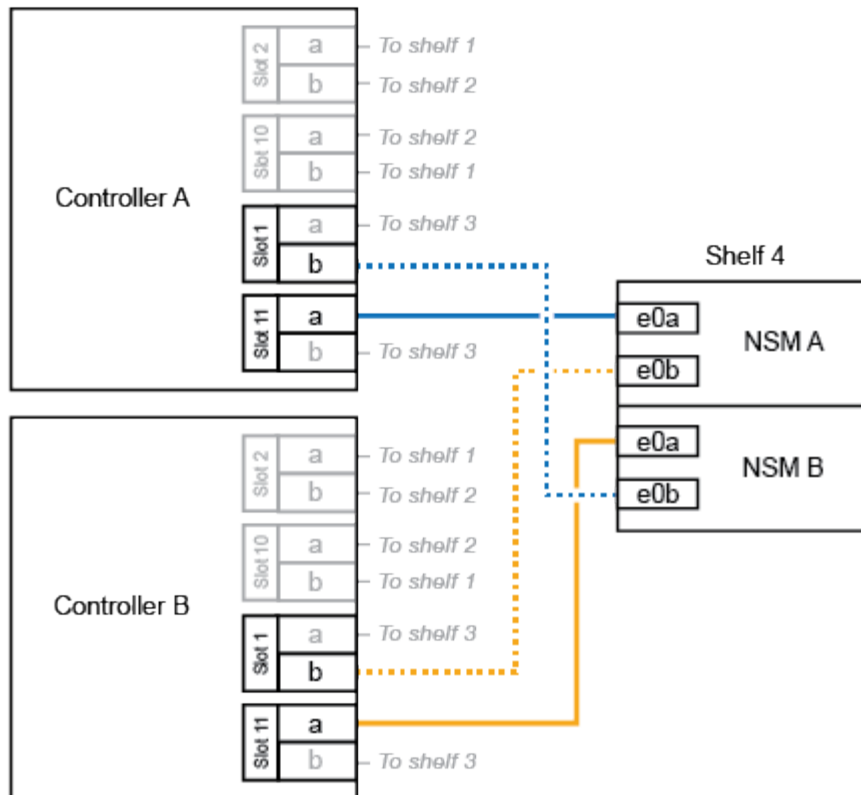 Controller A
Slot 2
a
To shelf 1
b
To shelf 2
Slot 10
a
To shelf 2
b
To shelf 1
Slot 1
a
To shelf 3
b
Slot 11
a
b
To shelf 3
Shelf 4
e0a
NSM A
e0b
e0a
NSM B
e0b
Controller B
Slot 2
a
To shelf 1
b
To shelf 2
Slot 10
a
To shelf 2
b
To shelf 1
Slot 1
a
To shelf 3
b
Slot 11
a
b
To shelf 3